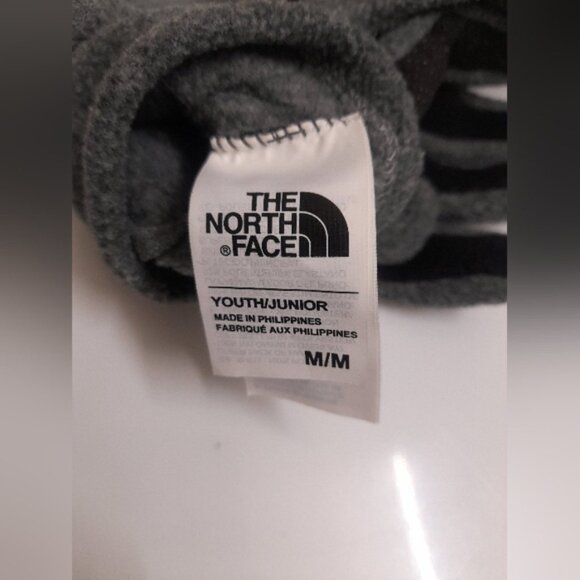 THE
NORTH
® FACE
YOUTH/JUNIOR
MADE IN PHILIPPINES
FABRIQUÉ AUX PHILIPPINES
M/M